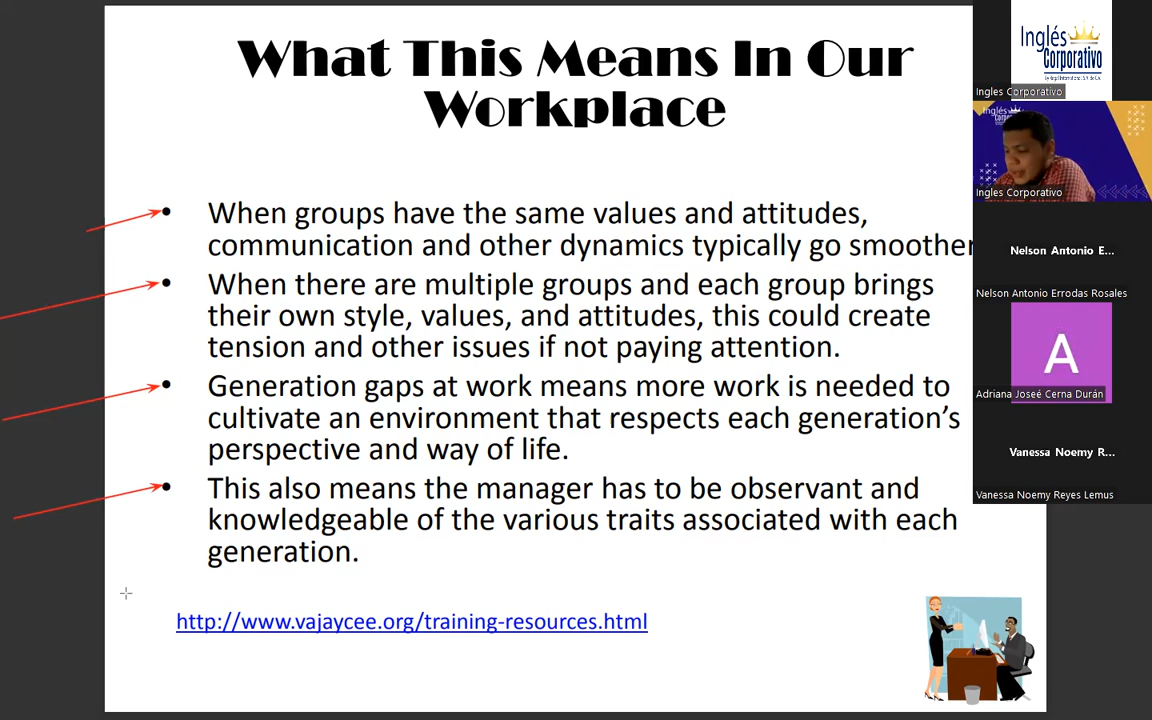 What This Means In Our
Workplace
• When groups have the same values and attitudes,
communication and other dynamics typically go smoother
• When there are multiple groups and each group brings
their own style, values, and attitudes, this could create
tension and other issues if not paying attention.
• Generation gaps at work means more work is needed to
cultivate an environment that respects each generation's
perspective and way of life.
• This also means the manager has to be observant and
knowledgeable of the various traits associated with each
generation.
http://www.vajaycee.org/training-resources.html
Inglés
Corporativo
Ingles Corporativo
Inglés
Ingles Corporativo
Nelson Antonio E...
Nelson Antonio Errodas Rosales
A
Adriana Joseé Cerna Durán
Vanessa Noemy R...
Vanessa Noemy Reyes Lemus